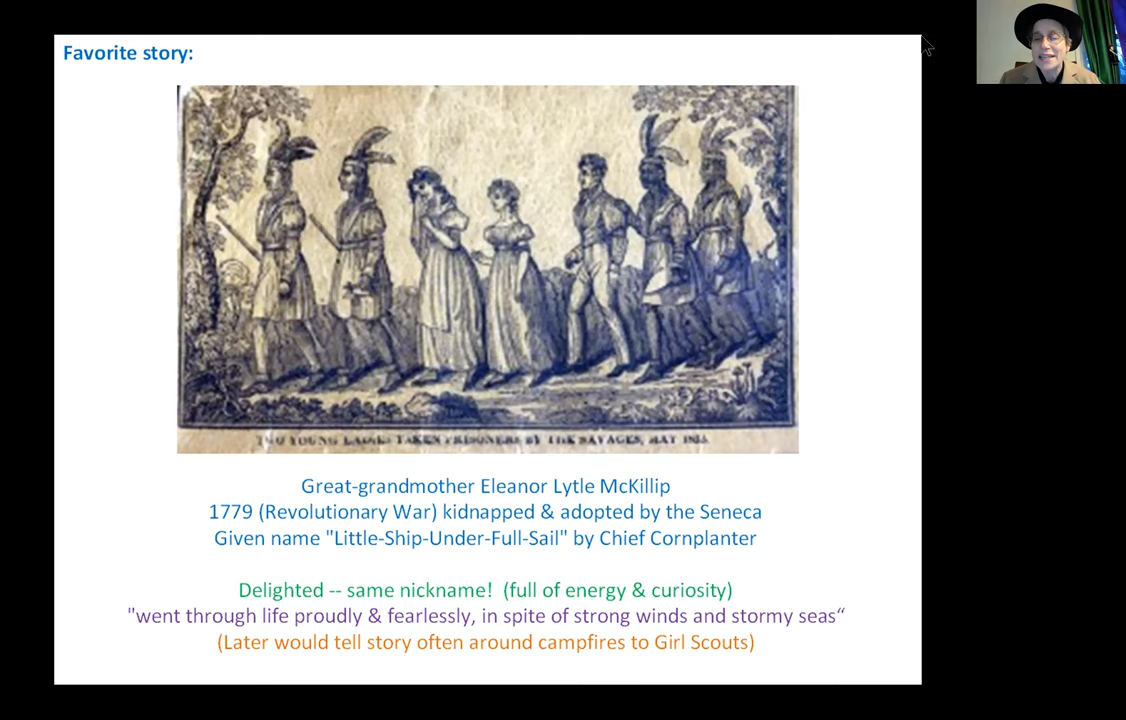 Favorite story:
TWO YOUNG LADIES TAKEN PRISONERS BY THE SAVAGES, MAY 1833.
Great-grandmother Eleanor Lytle McKillip
1779 (Revolutionary War) kidnapped & adopted by the Seneca
Given name "Little-Ship-Under-Full-Sail" by Chief Cornplanter
Delighted -- same nickname!  (full of energy & curiosity)
"went through life proudly & fearlessly, in spite of strong winds and stormy seas“
(Later would tell story often around campfires to Girl Scouts)